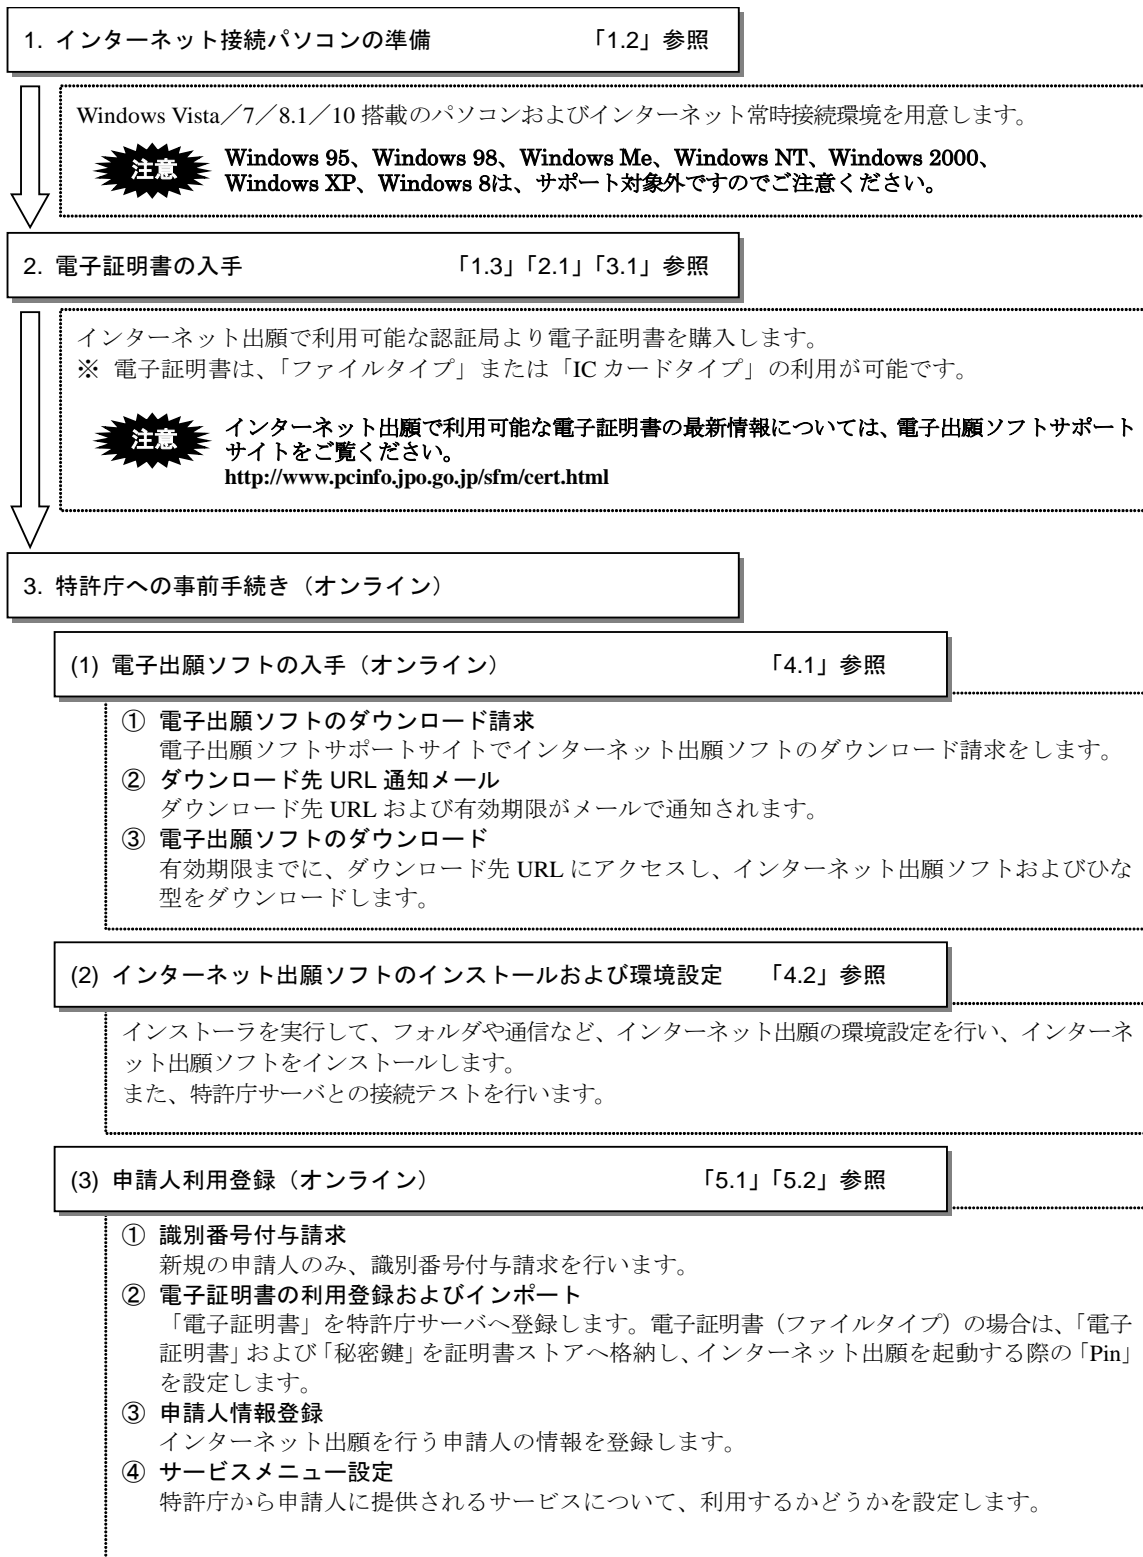 1. インターネット接続パソコンの準備 「1.2」参照
Windows Vista／7／8.1／10 搭載のパソコンおよびインターネット常時接続環境を用意します。
注意
Windows 95、Windows 98、Windows Me、Windows NT、Windows 2000、
Windows XP、Windows 8は、サポート対象外ですのでご注意ください。
2. 電子証明書の入手 「1.3」「2.1」「3.1」参照
インターネット出願で利用可能な認証局より電子証明書を購入します。
※ 電子証明書は、「ファイルタイプ」または「IC カードタイプ」の利用が可能です。
注意
インターネット出願で利用可能な電子証明書の最新情報については、電子出願ソフトサポート
サイトをご覧ください。
http://www.pcinfo.jpo.go.jp/sfm/cert.html
3. 特許庁への事前手続き（オンライン）
(1) 電子出願ソフトの入手（オンライン） 「4.1」参照
① 電子出願ソフトのダウンロード請求
電子出願ソフトサポートサイトでインターネット出願ソフトのダウンロード請求をします。
② ダウンロード先 URL 通知メール
ダウンロード先 URL および有効期限がメールで通知されます。
③ 電子出願ソフトのダウンロード
有効期限までに、ダウンロード先 URL にアクセスし、インターネット出願ソフトおよびひな
型をダウンロードします。
(2) インターネット出願ソフトのインストールおよび環境設定 「4.2」参照
インストーラを実行して、フォルダや通信など、インターネット出願の環境設定を行い、インターネ
ット出願ソフトをインストールします。
また、特許庁サーバとの接続テストを行います。
(3) 申請人利用登録（オンライン） 「5.1」「5.2」参照
① 識別番号付与請求
新規の申請人のみ、識別番号付与請求を行います。
② 電子証明書の利用登録およびインポート
「電子証明書」を特許庁サーバへ登録します。電子証明書（ファイルタイプ）の場合は、「電子
証明書」および「秘密鍵」を証明書ストアへ格納し、インターネット出願を起動する際の「Pin」
を設定します。
③ 申請人情報登録
インターネット出願を行う申請人の情報を登録します。
④ サービスメニュー設定
特許庁から申請人に提供されるサービスについて、利用するかどうかを設定します。